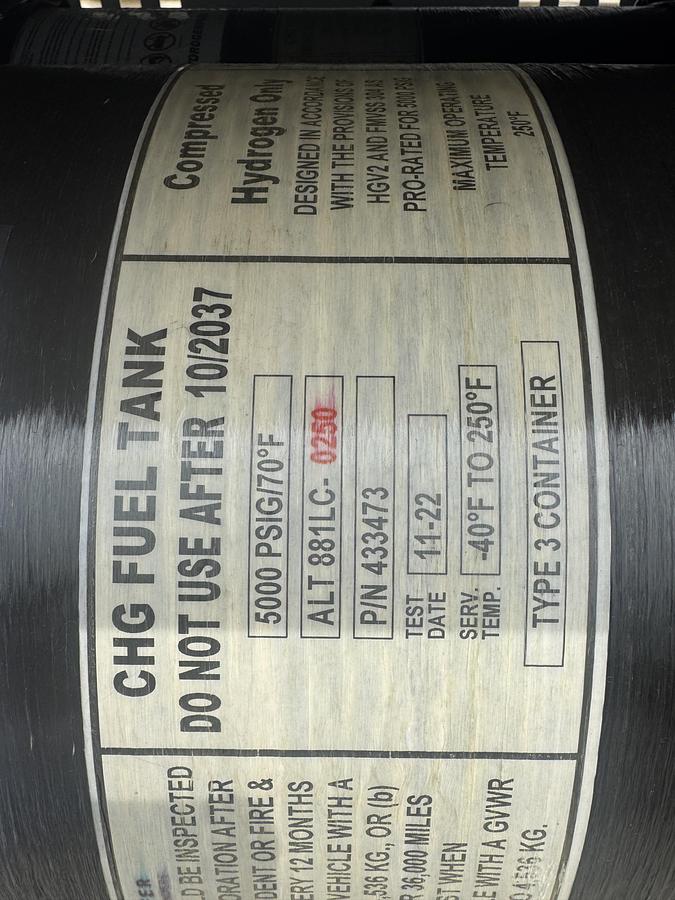 Compressed
Hydrogen Only
DESIGNED IN ACCORDANCE
WITH THE PROVISIONS OF
HGV2 AND FMVSS 304 AS
PRO-RATED FOR 5000 PSIG
MAXIMUM OPERATING
TEMPERATURE
250°F
CHG FUEL TANK
DO NOT USE AFTER 10/2037
5000 PSIG/70°F
ALT 881LC- 0250
P/N 433473
TEST
DATE
11-22
SERV.
TEMP.
-40°F TO 250°F
TYPE 3 CONTAINER
D BE INSPECTED
ORATION AFTER
DENT OR FIRE &
ERY 12 MONTHS
VEHICLE WITH A
,536 KG., OR (b)
R 36,000 MILES
ST WHEN
LE WITH A GVWR
O 4,536 KG.